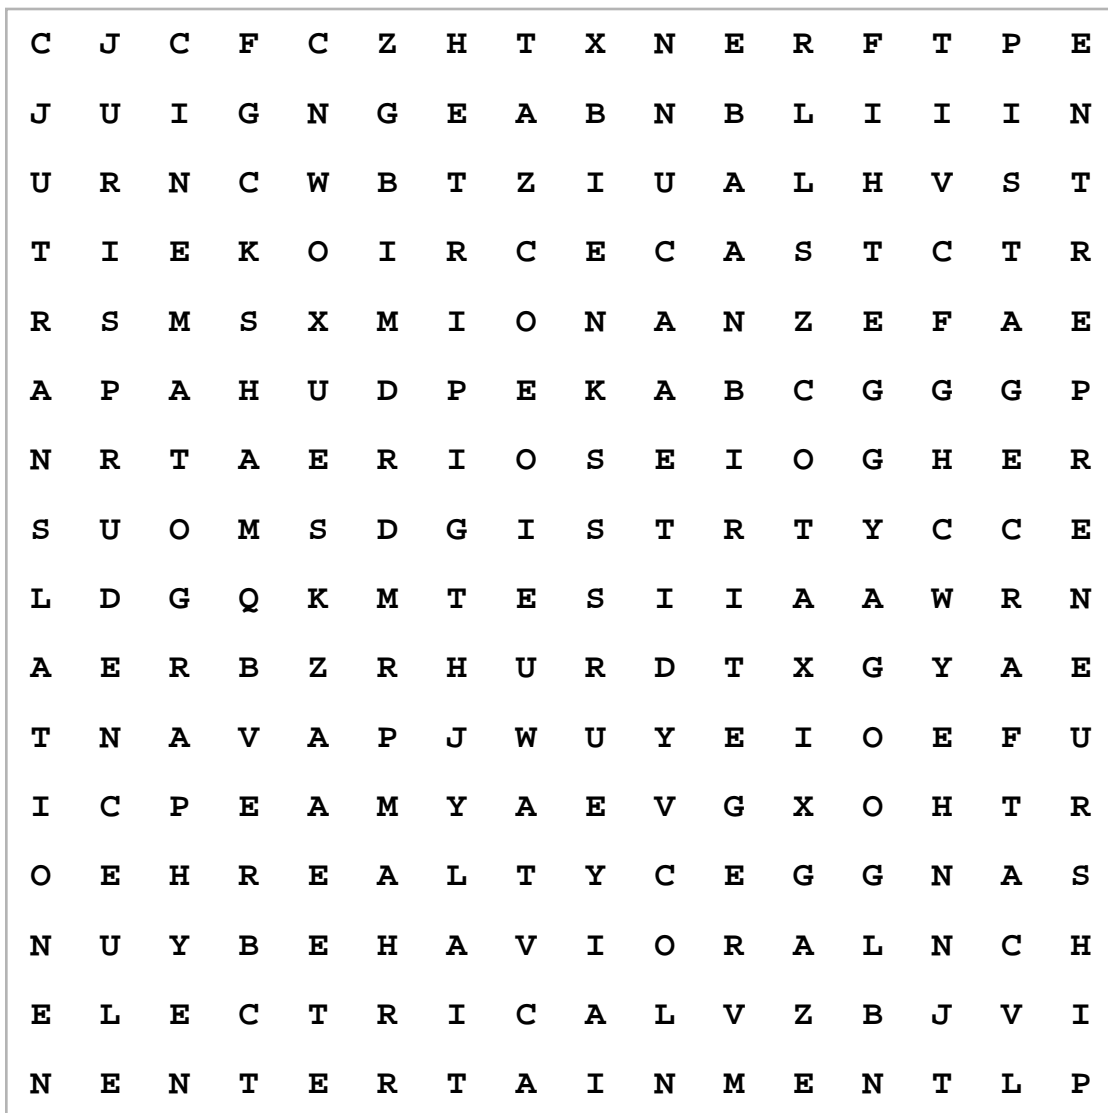 C J C F C Z H T X N E R F T P E
J U I G N G E A B N B L I I I N
U R N C W B T Z I U A L H V S T
T I E K O I R C E C A S T C T R
R S M S X M I O N A N Z E F A E
A P A H U D P E K A B C G G G P
N R T A E R I O S E I O G H E R
S U O M S D G I S T R T Y C C E
L D G Q K M T E S I I A A W R N
A E R B Z R H U R D T X G Y A E
T N A V A P J W U Y E I O E F U
I C P E A M Y A E V G X O H T R
O E H R E A L T Y C E G G N A S
N U Y B E H A V I O R A L N C H
E L E C T R I C A L V Z B J V I
N E N T E R T A I N M E N T L P